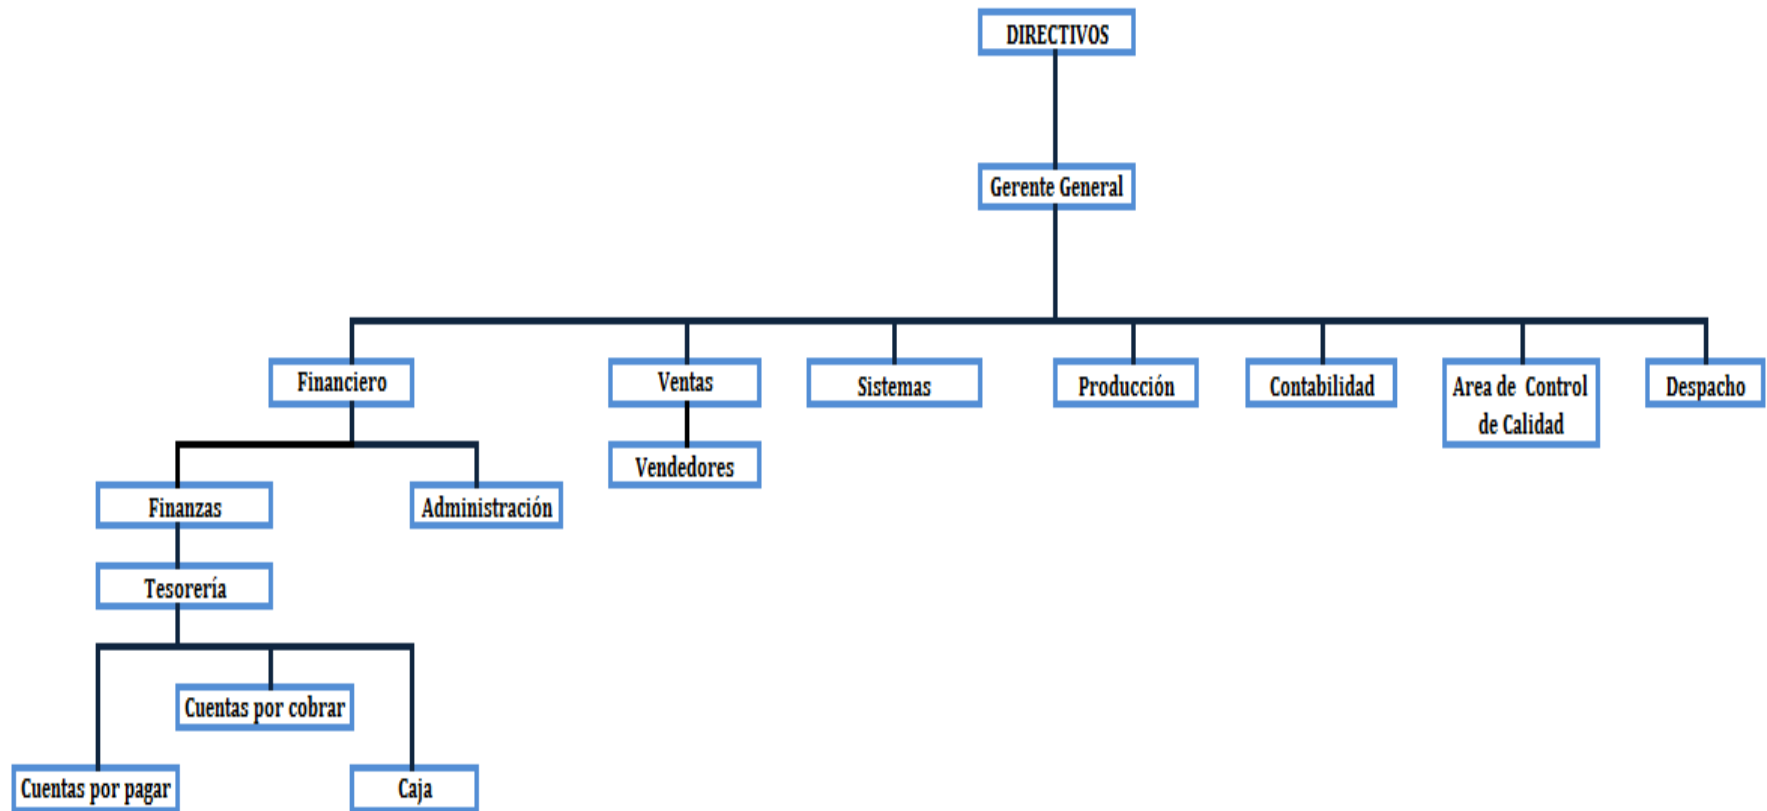 DIRECTIVOS
Gerente General
Financiero
Ventas
Sistemas
Producción
Contabilidad
Area de Control
de Calidad
Despacho
Vendedores
Finanzas
Administración
Tesorería
Cuentas por cobrar
Cuentas por pagar
Caja